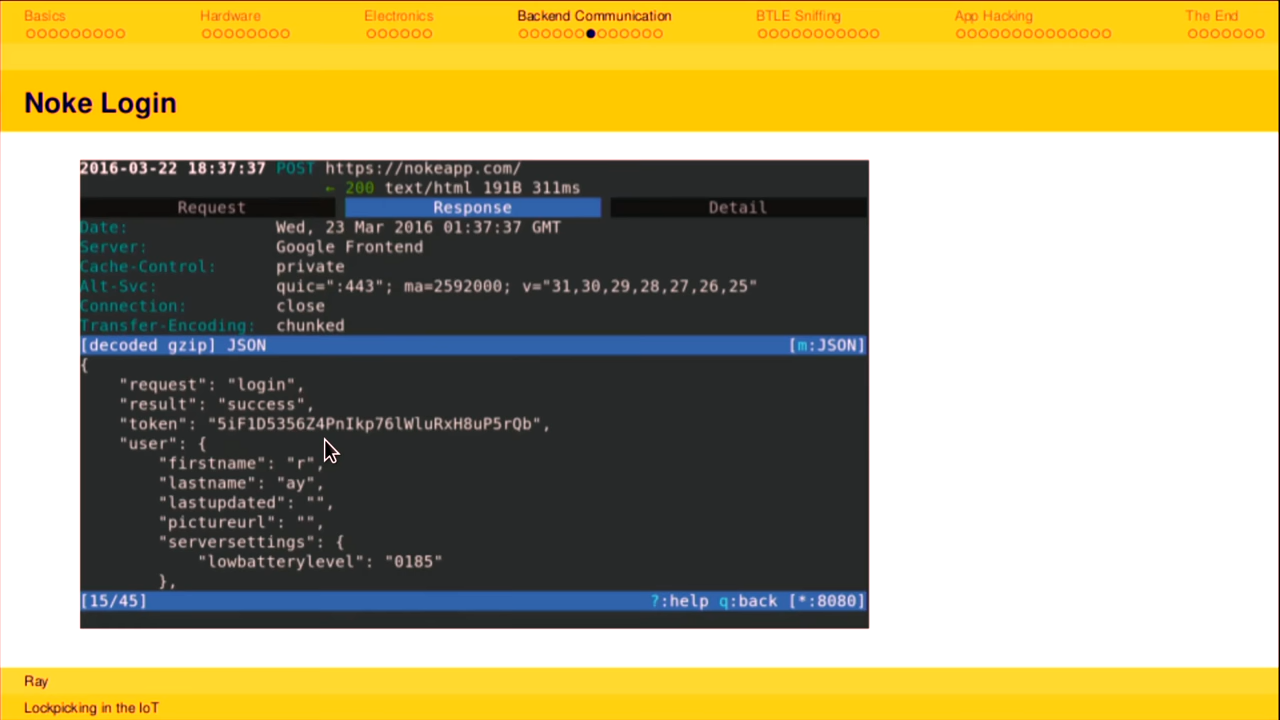 Basics Hardware Electronics Backend Communication BTLE Sniffing App Hacking The End
Noke Login
2016-03-22 18:37:37 POST https://nokeapp.com/
← 200 text/html 191B 311ms
Request Response Detail
Date: Wed, 23 Mar 2016 01:37:37 GMT
Server: Google Frontend
Cache-Control: private
Alt-Svc: quic=":443"; ma=2592000; v="31,30,29,28,27,26,25"
Connection: close
Transfer-Encoding: chunked
[decoded gzip] JSON [m:JSON]
{
"request": "login",
"result": "success",
"token": "5iF1D5356Z4PnIkp76lWluRxH8uP5rQb",
"user": {
"firstname": "r",
"lastname": "ay",
"lastupdated": "",
"pictureurl": "",
"serversettings": {
"lowbatterylevel": "0185"
},
[15/45] ?:help q:back [*:8080]
Ray
Lockpicking in the IoT